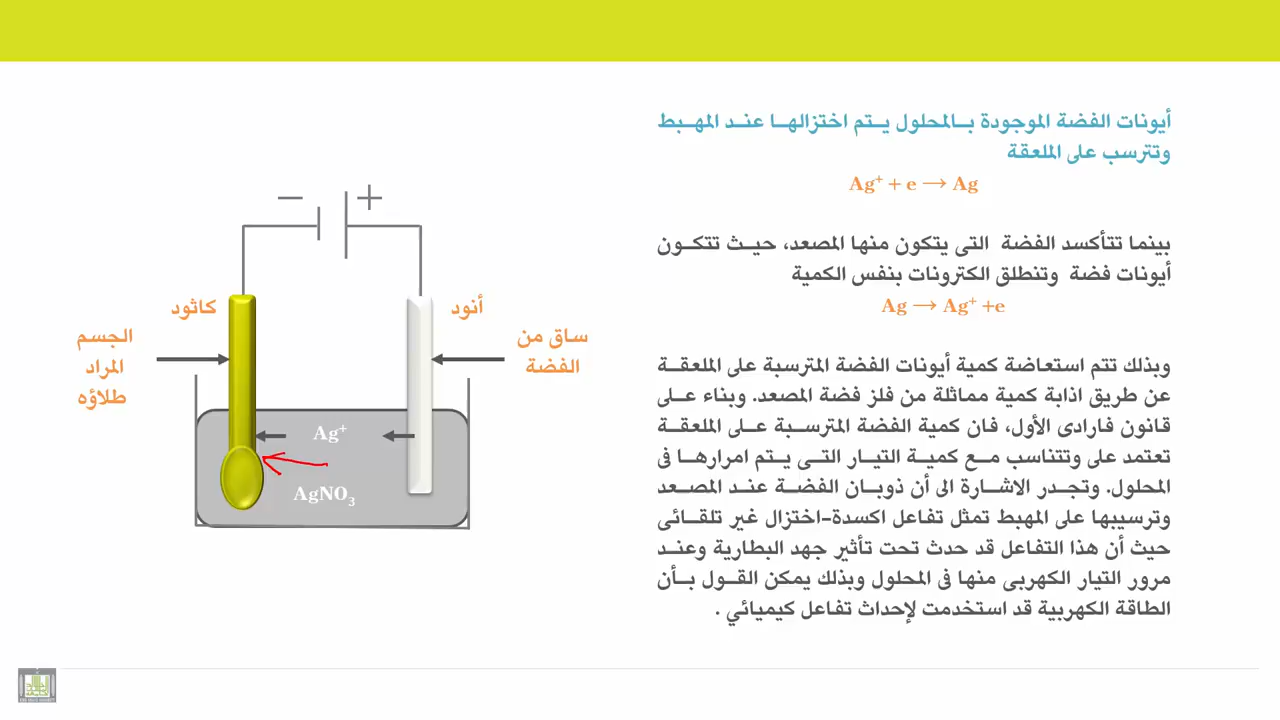 أيونات الفضة الموجودة بالمحلول يتم اختزالها عند المهبط
وتترسب على الملعقة
Ag⁺ + e ⟶ Ag
بينما تتأكسد الفضة التى يتكون منها المصعد، حيث تتكون
أيونات فضة وتنطلق الكترونات بنفس الكمية
Ag ⟶ Ag⁺ +e
وبذلك تتم استعاضة كمية أيونات الفضة المترسبة على الملعقة
عن طريق اذابة كمية مماثلة من فلز فضة المصعد. وبناء على
قانون فارادى الأول، فان كمية الفضة المترسبة على الملعقة
تعتمد على وتتناسب مع كمية التيار التى يتم امرارها فى
المحلول. وتجدر الاشارة الى أن ذوبان الفضة عند المصعد
وترسيبها على المهبط تمثل تفاعل اكسدة-اختزال غير تلقائى
حيث أن هذا التفاعل قد حدث تحت تأثير جهد البطارية وعند
مرور التيار الكهربى منها فى المحلول وبذلك يمكن القول بأن
الطاقة الكهربية قد استخدمت لإحداث تفاعل كيميائي .
− +
أنود
كاثود
ساق من
الفضة
الجسم
المراد
طلاؤه
Ag⁺
AgNO₃